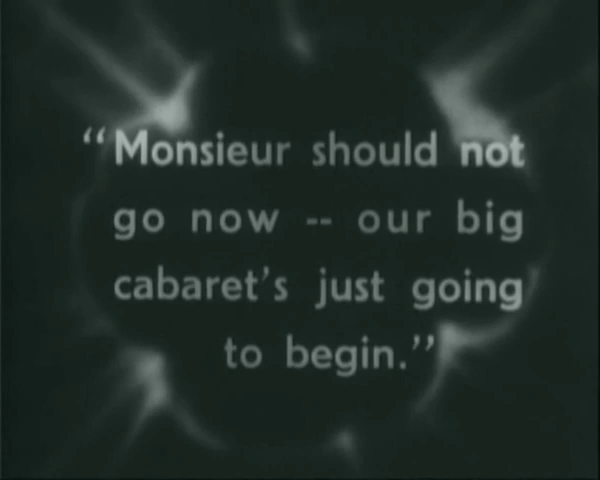 “Monsieur should not
go now -- our big
cabaret’s just going
to begin.”